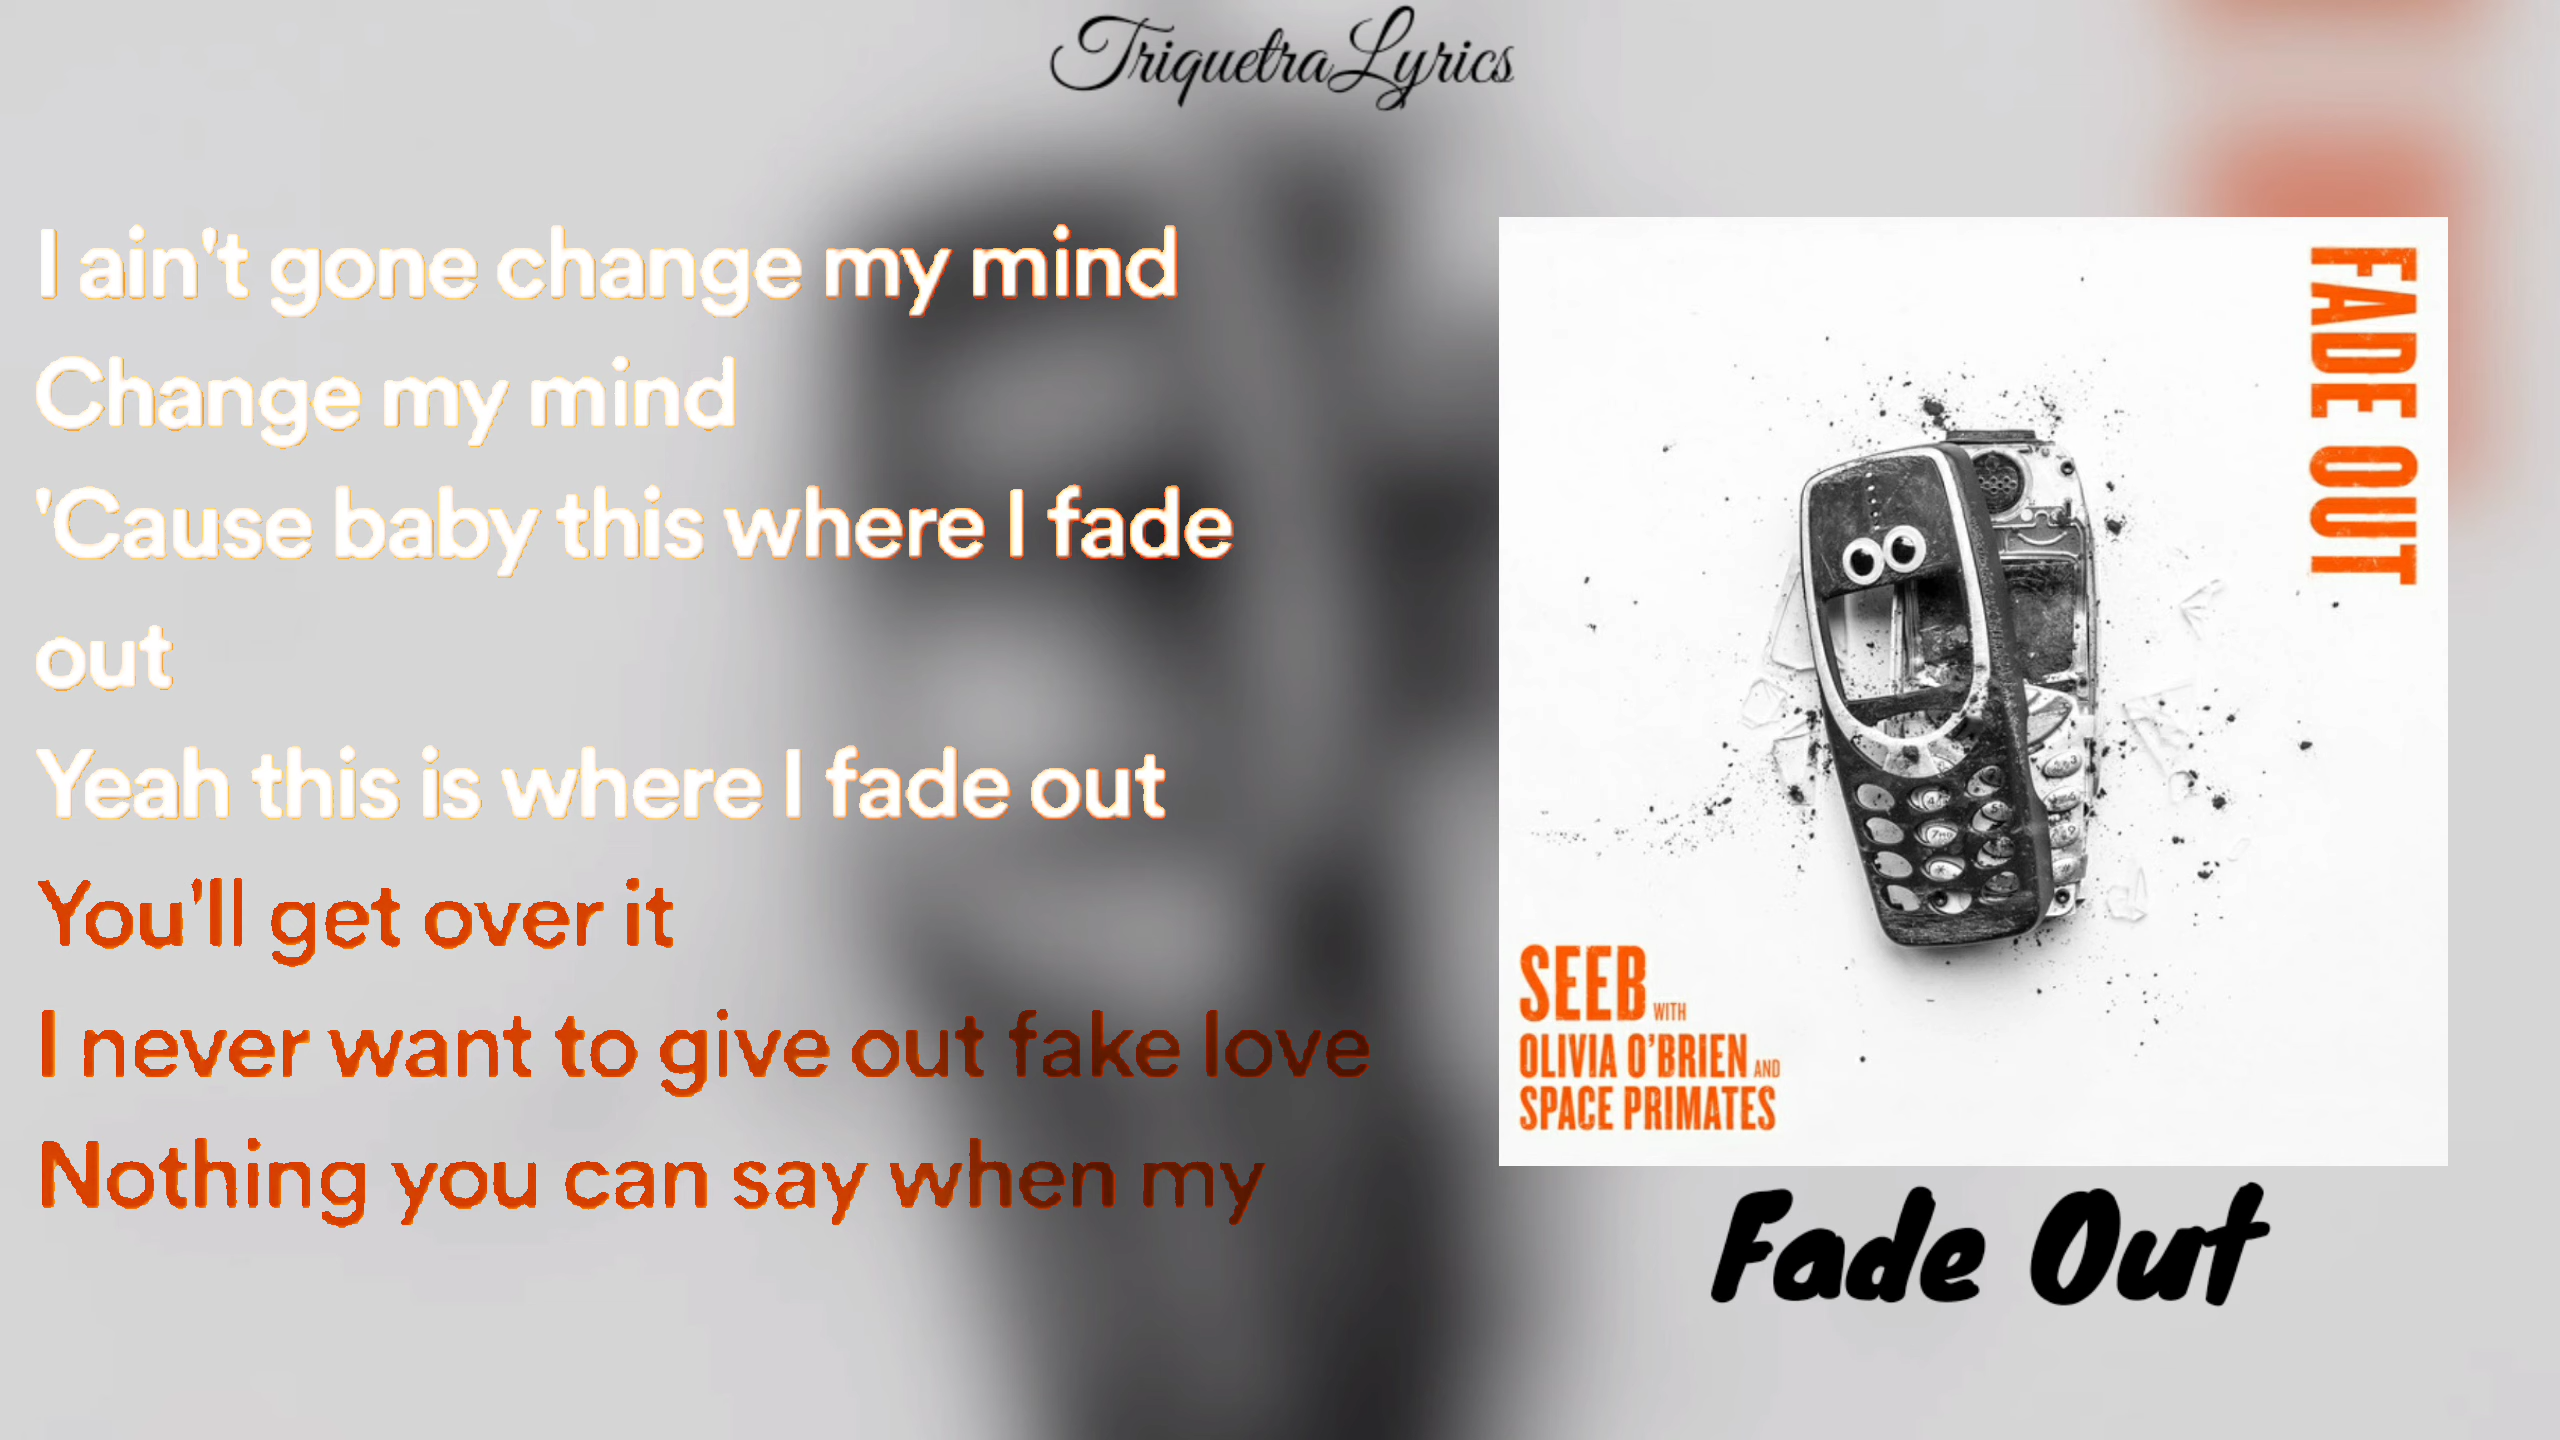 TriquetraLyrics
I ain't gone change my mind
Change my mind
'Cause baby this where I fade
out
Yeah this is where I fade out
You'll get over it
I never want to give out fake love
Nothing you can say when my
FADE OUT
SEEB WITH
OLIVIA O'BRIEN AND
SPACE PRIMATES
Fade Out